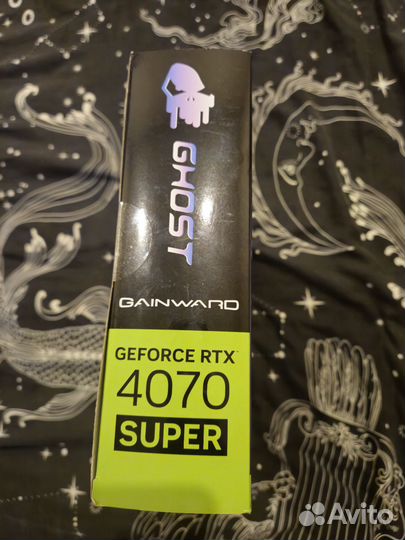 GHOST
GAINWARD
GEFORCE RTX
4070
SUPER
Avito